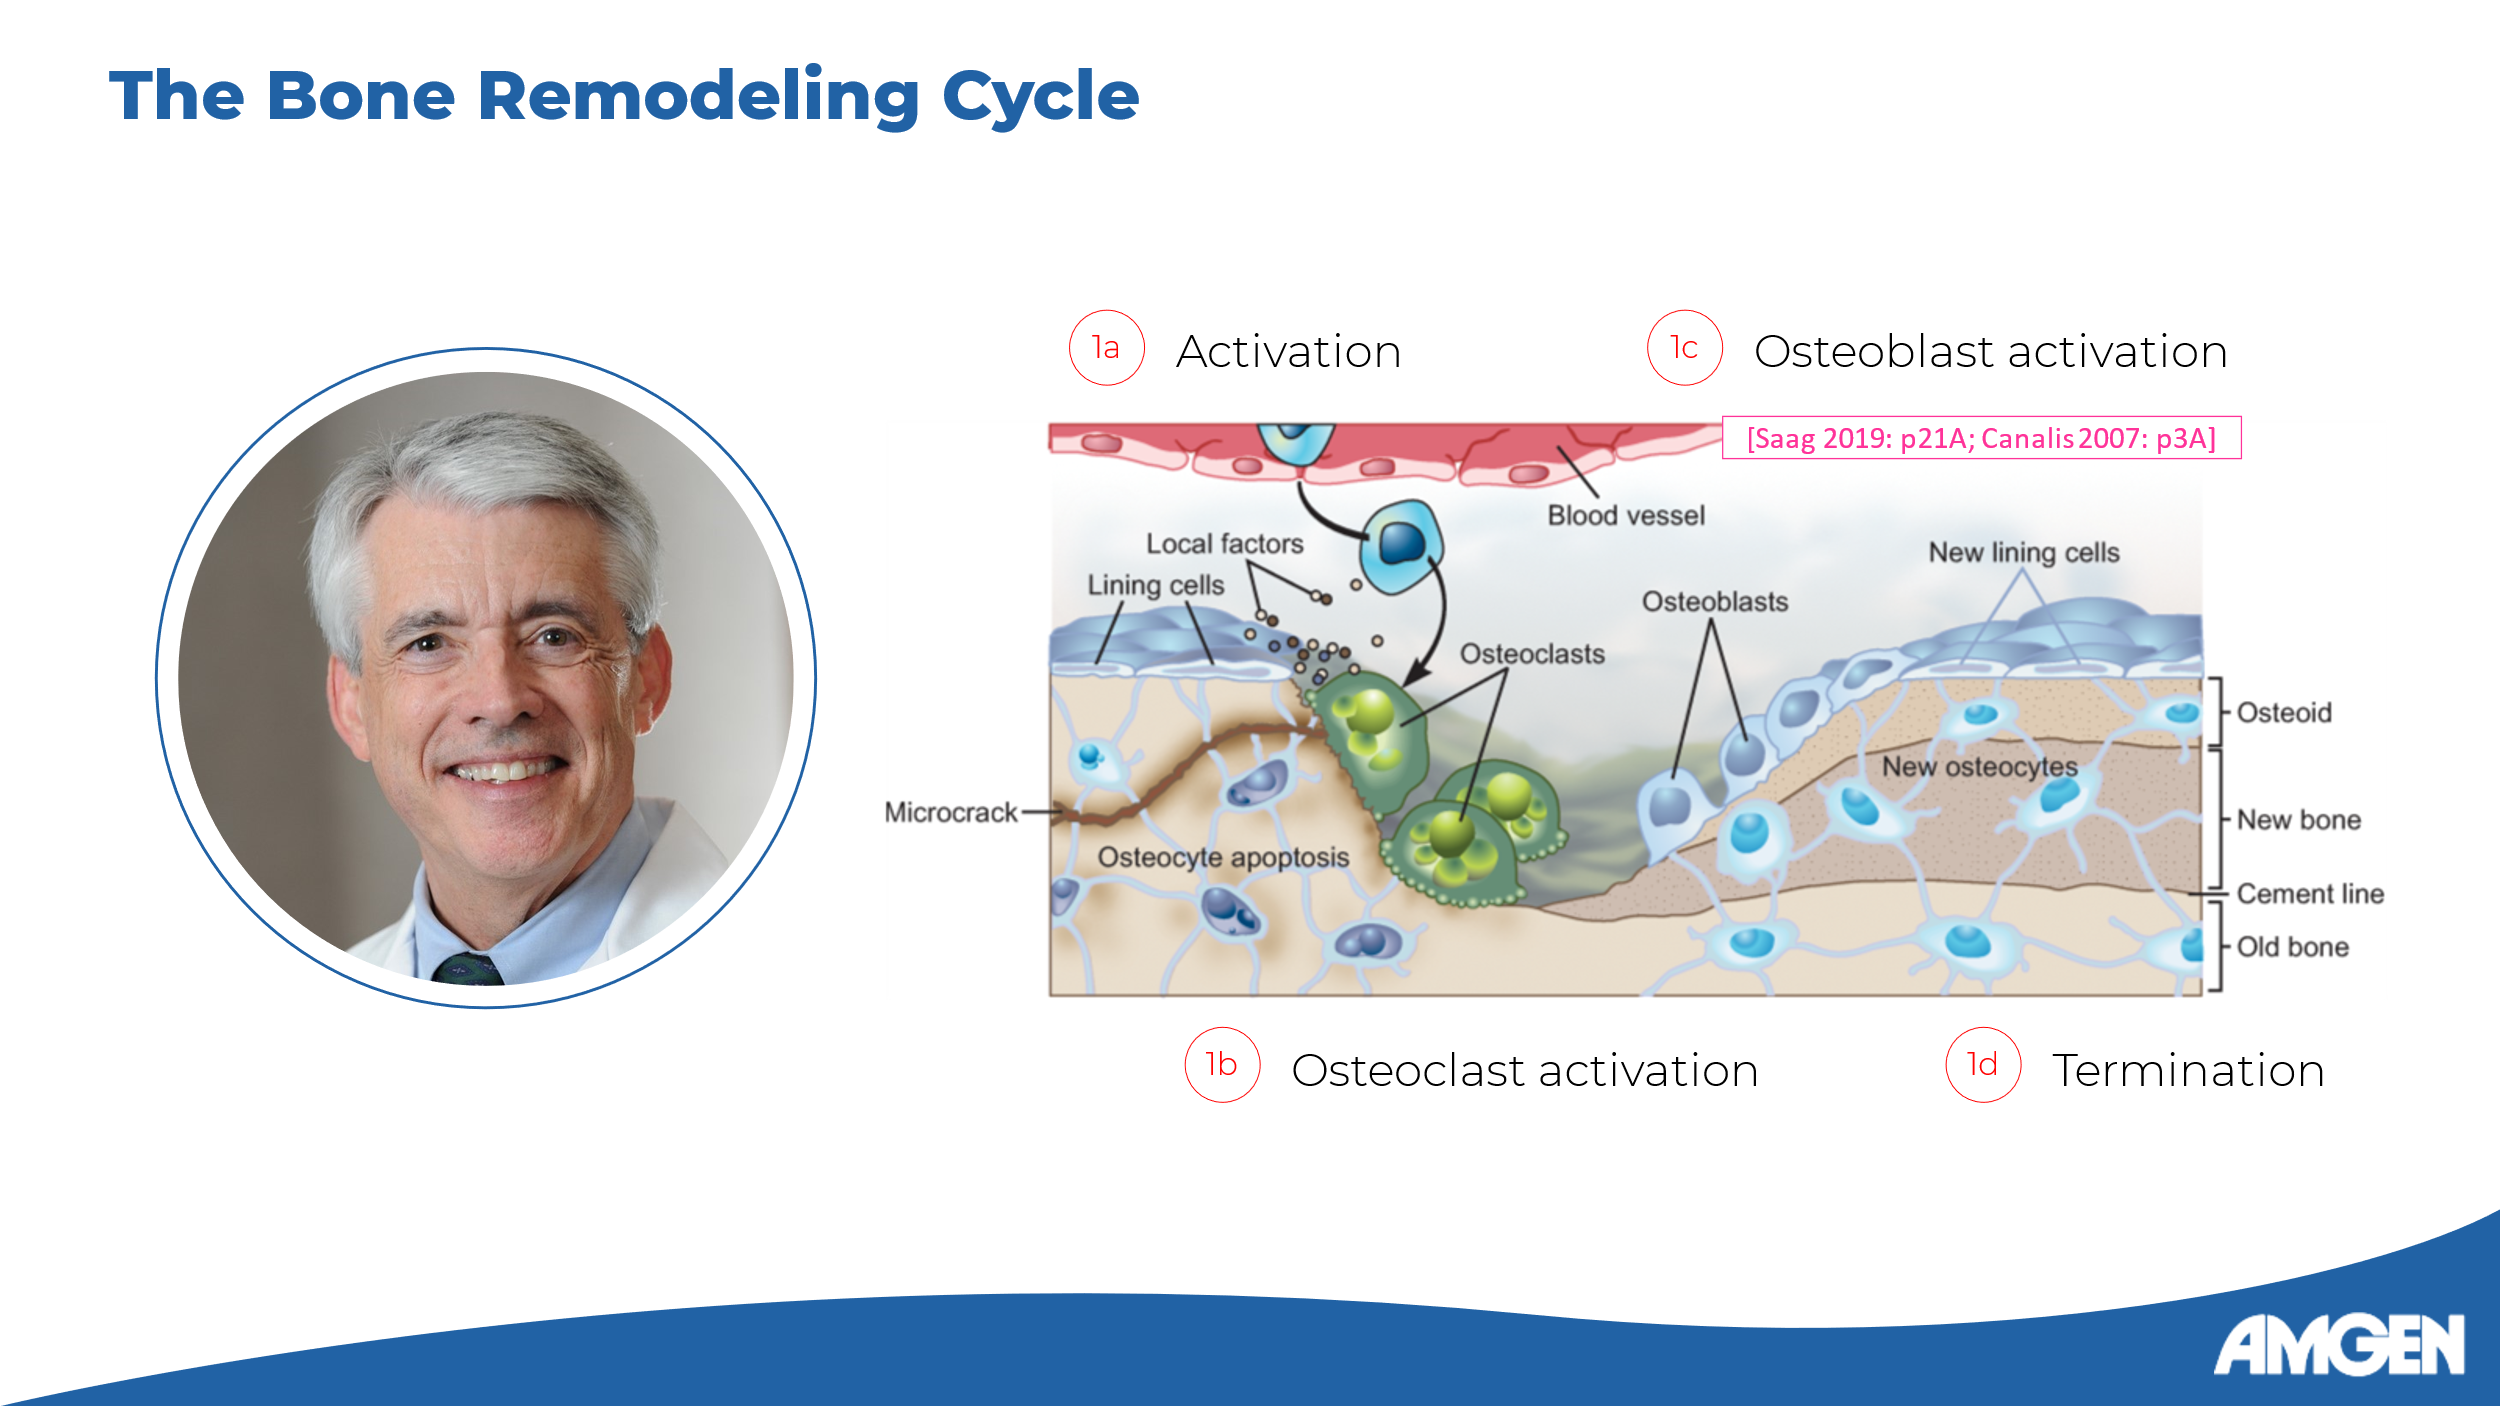 The Bone Remodeling Cycle
1a Activation
1c Osteoblast activation
[Saag 2019: p21A; Canalis 2007: p3A]
Blood vessel
Local factors
New lining cells
Lining cells
Osteoblasts
Osteoclasts
Osteoid
New osteocytes
Microcrack
New bone
Osteocyte apoptosis
Cement line
Old bone
1b Osteoclast activation
1d Termination
AMGEN